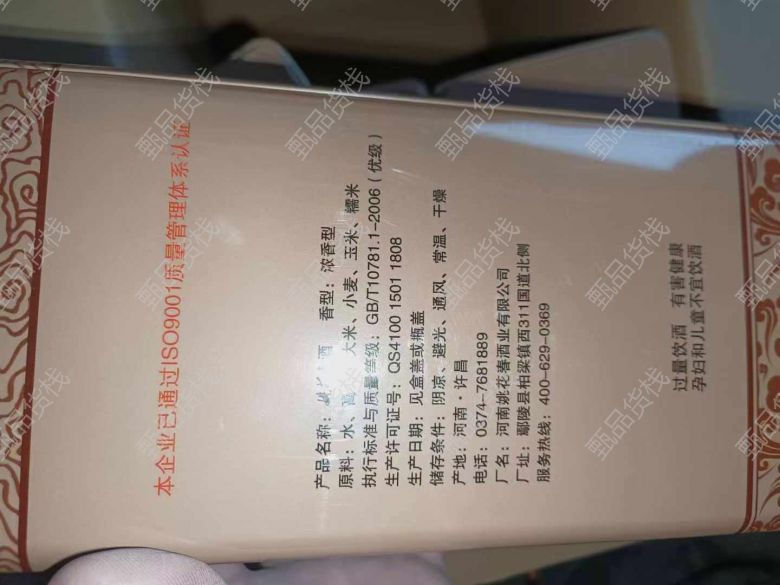 本企业已通过ISO9001质量管理体系认证
产品名称: 酒 香型: 浓香型
原料: 水、 大米、小麦、玉米、糯米
执行标准与质量等级: GB/T10781.1-2006 (优级)
生产许可证号: QS4100 1501 1808
生产日期: 见盒盖或瓶盖
储存条件: 阴凉、避光、通风、常温、干燥
产地: 河南·许昌
电话: 0374-7681889
厂名: 河南姚花春酒业有限公司
厂址: 鄢陵县柏梁镇西311国道北侧
服务热线: 400-629-0369
过量饮酒 有害健康
孕妇和儿童不宜饮酒
甄品货栈